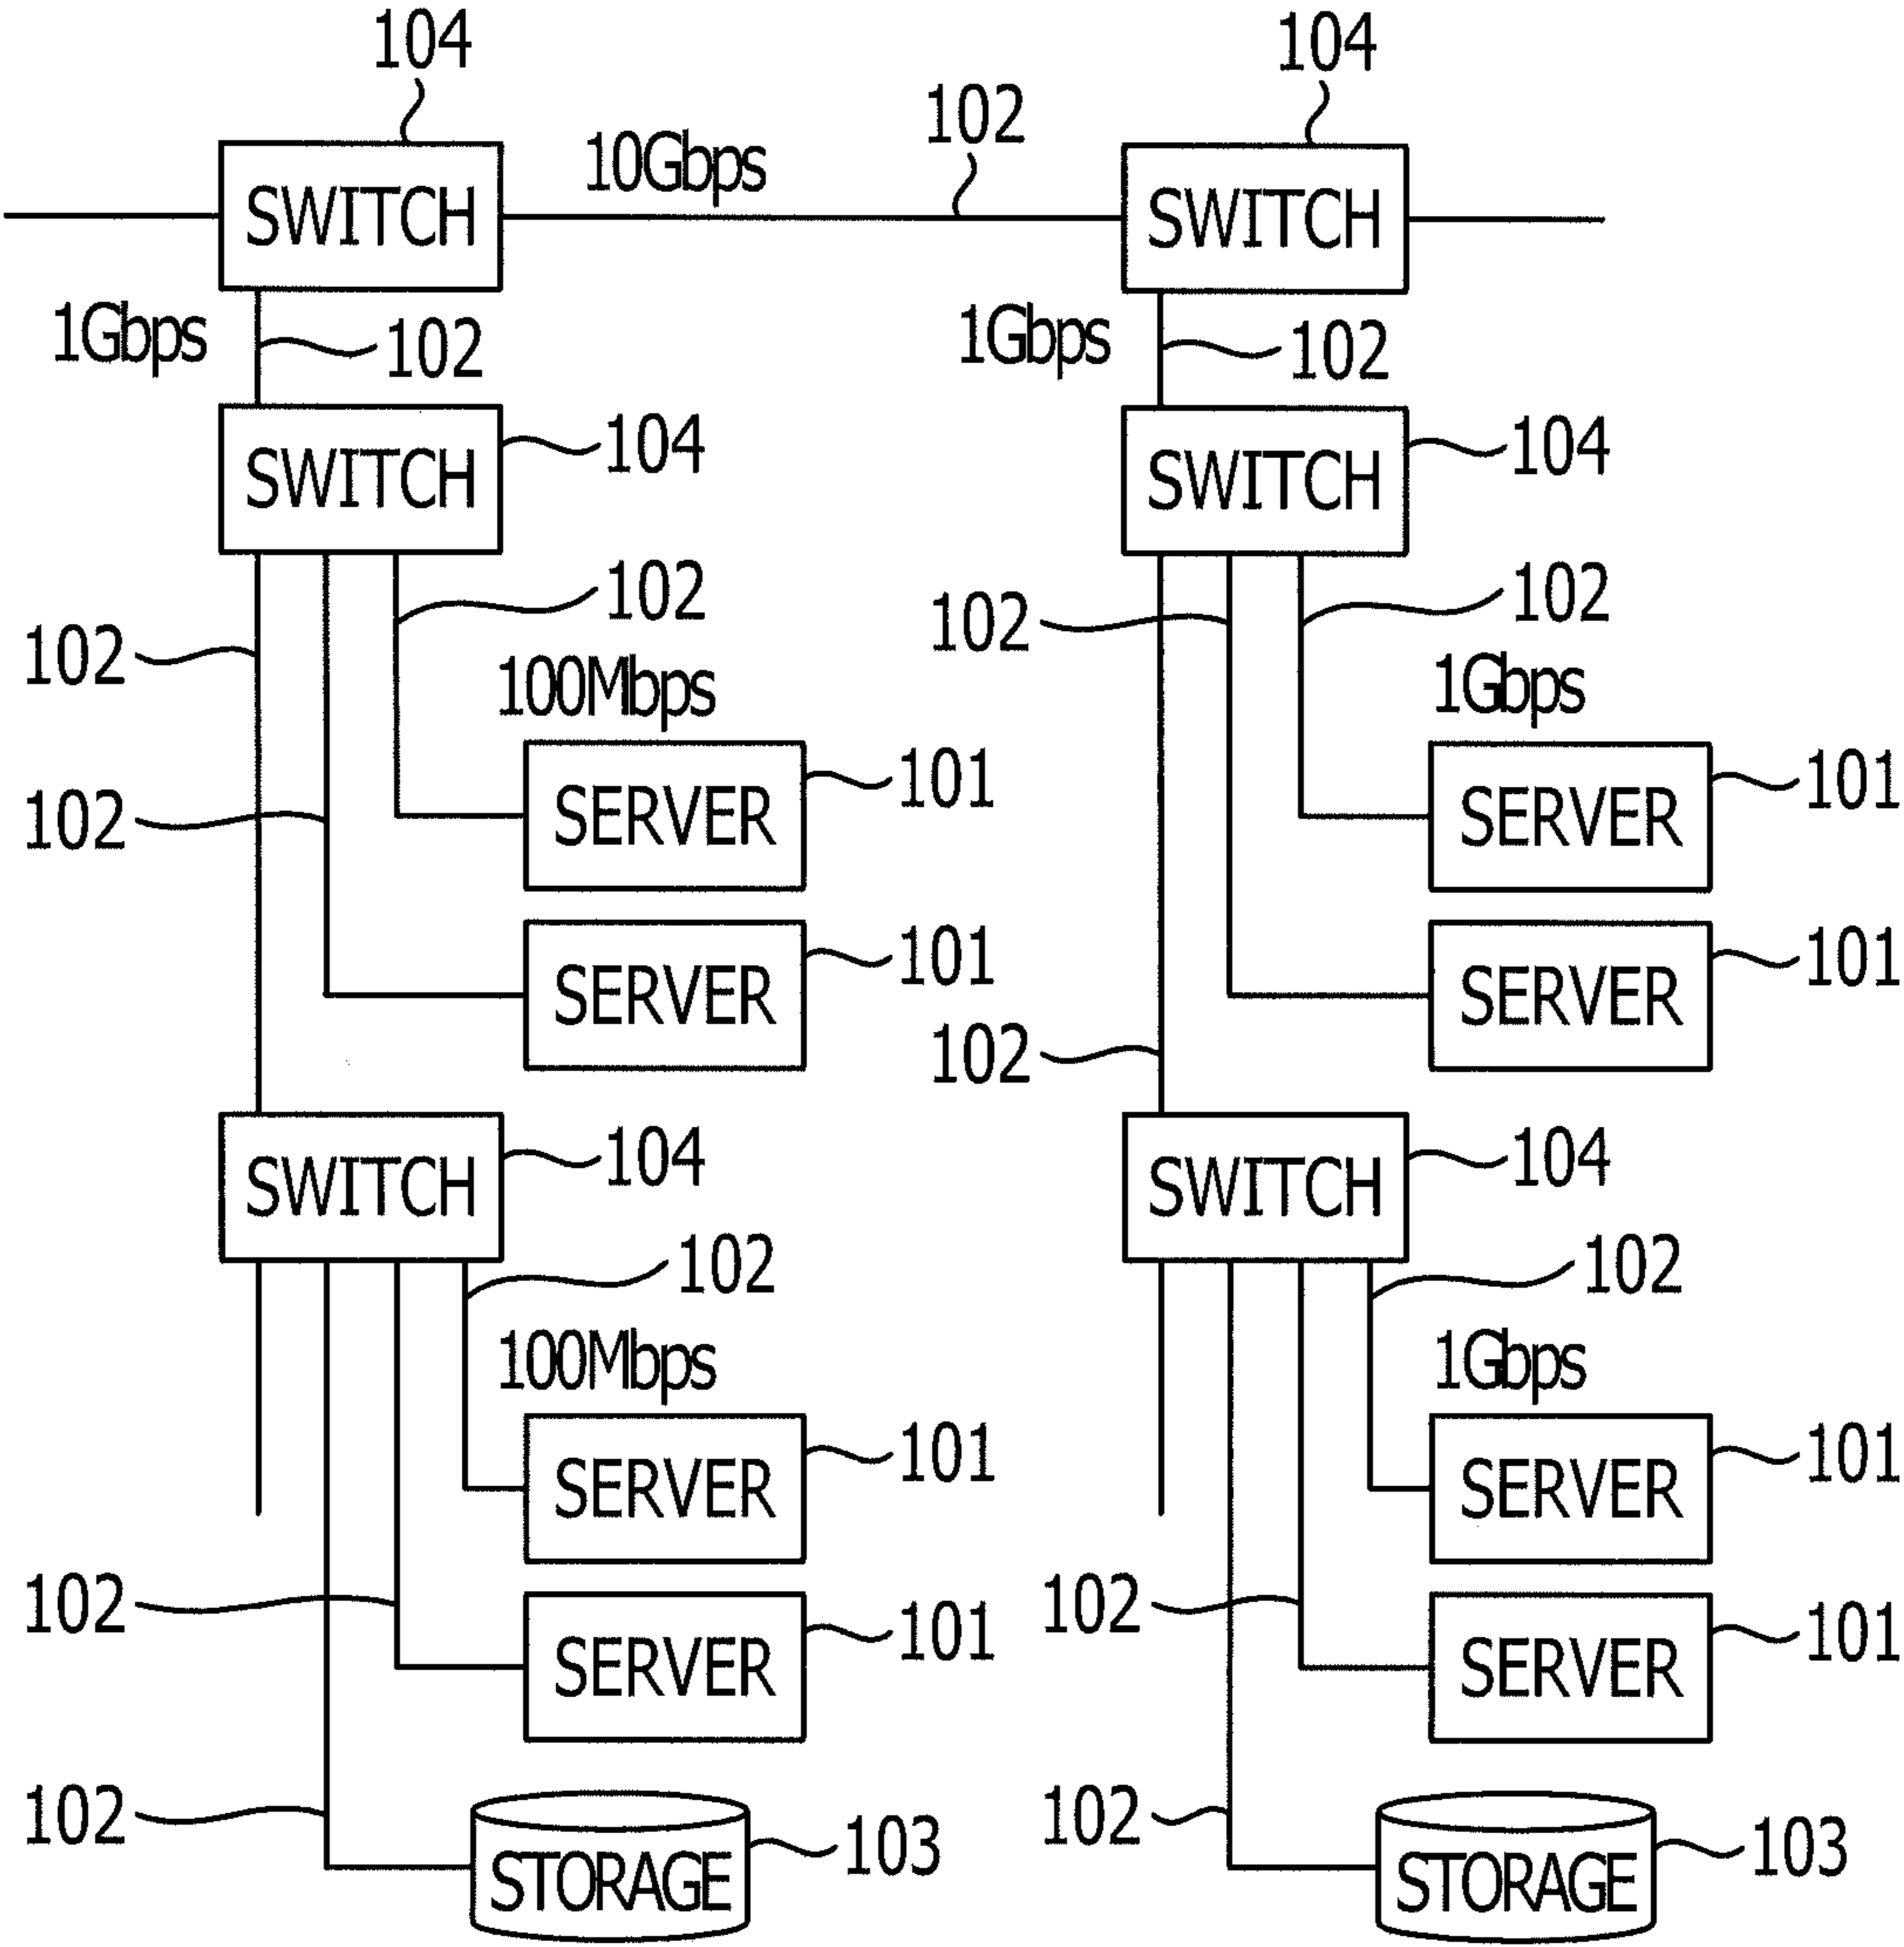 104 104
10Gbps 102
SWITCH SWITCH
1Gbps 102 1Gbps 102
SWITCH 104 SWITCH 104
102 102 102 102
100Mbps 1Gbps
102 SERVER 101 SERVER 101
SERVER 101 SERVER 101
102
SWITCH 104 SWITCH 104
102 102
100Mbps 1Gbps
SERVER 101 SERVER 101
102 SERVER 101 102 SERVER 101
102 STORAGE 103 102 STORAGE 103